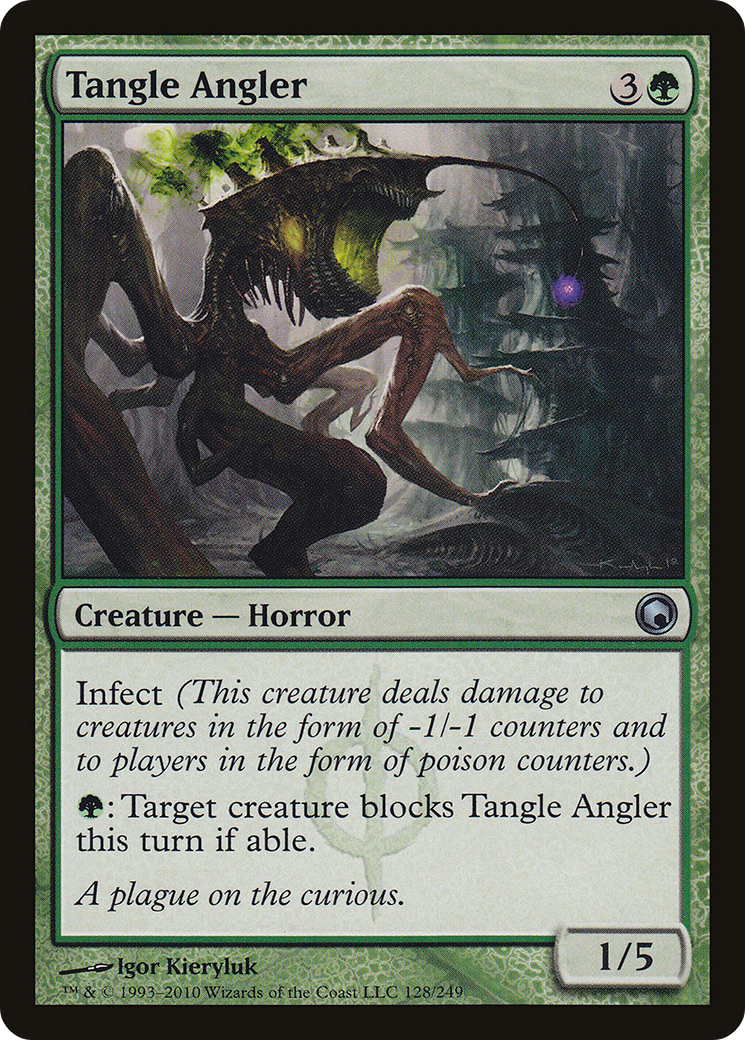 Tangle Angler 3
Creature — Horror
Infect (This creature deals damage to
creatures in the form of -1/-1 counters and
to players in the form of poison counters.)
: Target creature blocks Tangle Angler
this turn if able.
A plague on the curious.
1/5
Igor Kieryluk
™ & © 1993–2010 Wizards of the Coast LLC 128/249